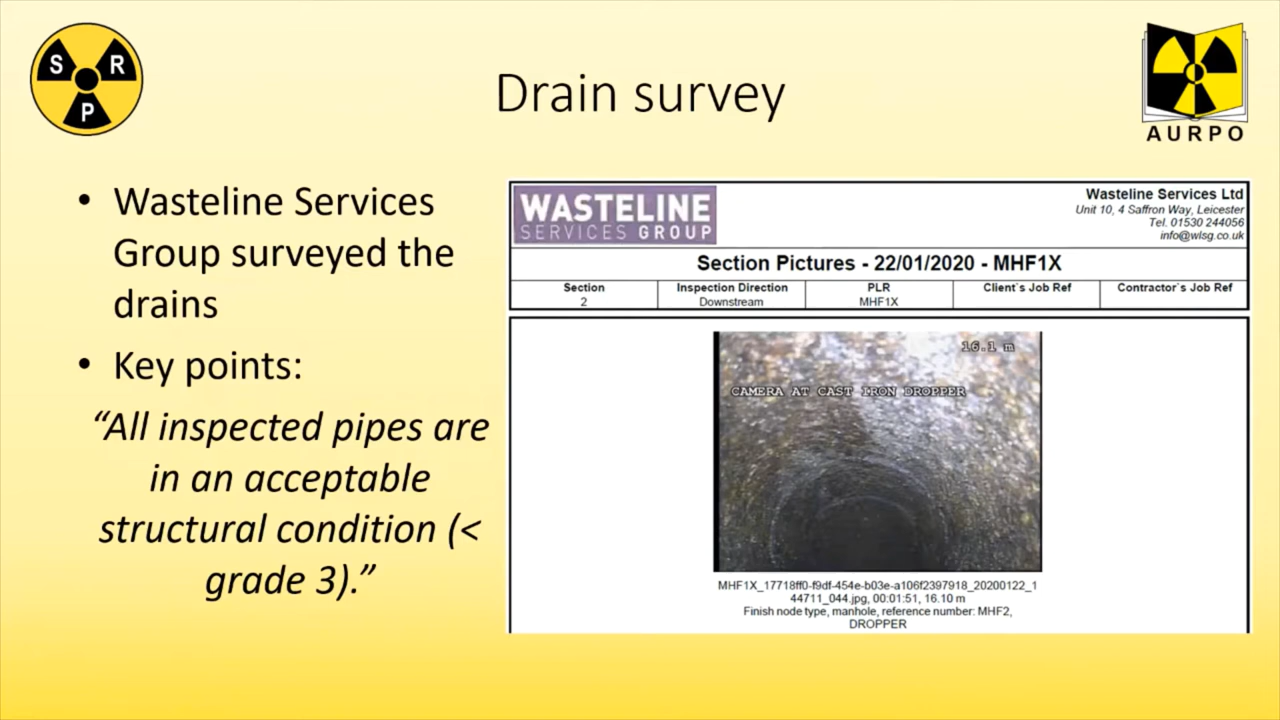 S R
P
Drain survey
AURPO
• Wasteline Services
Group surveyed the
drains
• Key points:
“All inspected pipes are
in an acceptable
structural condition (<
grade 3).”
WASTELINE
SERVICES GROUP
Wasteline Services Ltd
Unit 10, 4 Saffron Way, Leicester
Tel. 01530 244056
info@wlsg.co.uk
Section Pictures - 22/01/2020 - MHF1X
Section Inspection Direction PLR Client`s Job Ref Contractor`s Job Ref
2 Downstream MHF1X
16.1 m
CAMERA AT CAST IRON DROPPER
MHF1X_17718ff0-f9df-454e-b03e-a106f2397918_20200122_1
44711_044.jpg, 00:01:51, 16.10 m
Finish node type, manhole, reference number: MHF2,
DROPPER